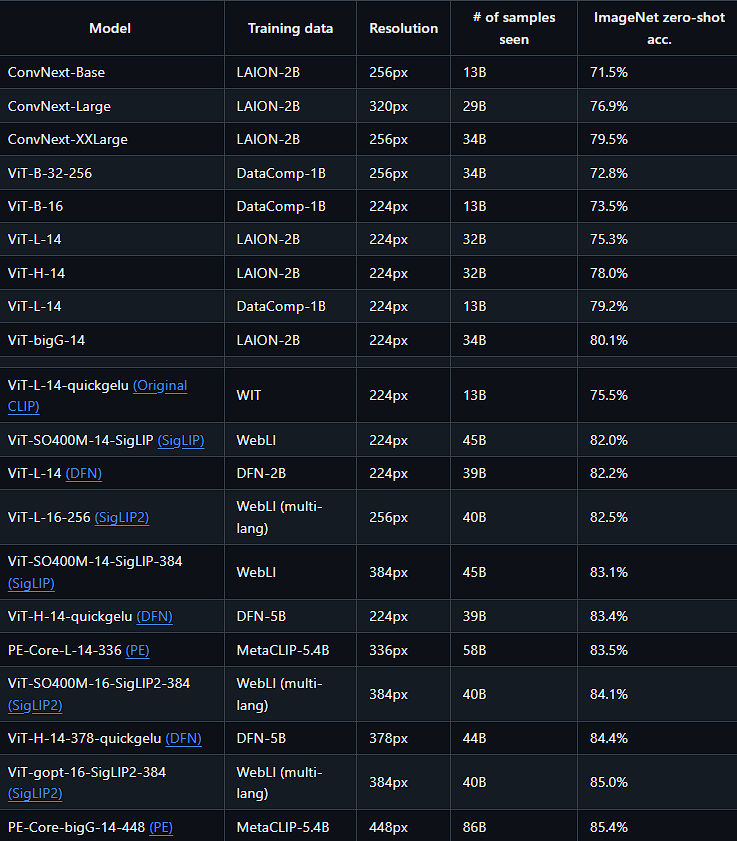 Model Training data Resolution # of samples seen ImageNet zero-shot acc.
ConvNext-Base LAION-2B 256px 13B 71.5%
ConvNext-Large LAION-2B 320px 29B 76.9%
ConvNext-XXLarge LAION-2B 256px 34B 79.5%
ViT-B-32-256 DataComp-1B 256px 34B 72.8%
ViT-B-16 DataComp-1B 224px 13B 73.5%
ViT-L-14 LAION-2B 224px 32B 75.3%
ViT-H-14 LAION-2B 224px 32B 78.0%
ViT-L-14 DataComp-1B 224px 13B 79.2%
ViT-bigG-14 LAION-2B 224px 34B 80.1%
ViT-L-14-quickgelu (Original CLIP) WIT 224px 13B 75.5%
ViT-SO400M-14-SigLIP (SigLIP) WebLI 224px 45B 82.0%
ViT-L-14 (DFN) DFN-2B 224px 39B 82.2%
ViT-L-16-256 (SigLIP2) WebLI (multi-lang) 256px 40B 82.5%
ViT-SO400M-14-SigLIP-384 (SigLIP) WebLI 384px 45B 83.1%
ViT-H-14-quickgelu (DFN) DFN-5B 224px 39B 83.4%
PE-Core-L-14-336 (PE) MetaCLIP-5.4B 336px 58B 83.5%
ViT-SO400M-16-SigLIP2-384 (SigLIP2) WebLI (multi-lang) 384px 40B 84.1%
ViT-H-14-378-quickgelu (DFN) DFN-5B 378px 44B 84.4%
ViT-gopt-16-SigLIP2-384 (SigLIP2) WebLI (multi-lang) 384px 40B 85.0%
PE-Core-bigG-14-448 (PE) MetaCLIP-5.4B 448px 86B 85.4%